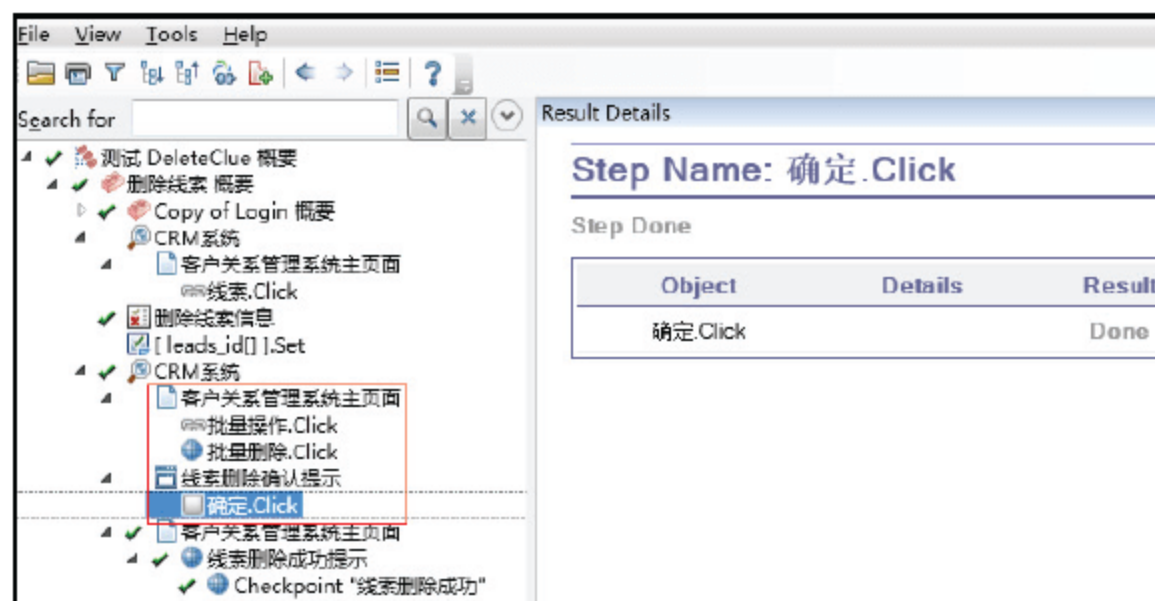 File View Tools Help
Search for
Result Details
测试 DeleteClue 概要
删除线索 概要
Copy of Login 概要
CRM系统
客户关系管理系统主页面
线索.Click
删除线索信息
[ leads_id[] ].Set
CRM系统
客户关系管理系统主页面
批量操作.Click
批量删除.Click
线索删除确认提示
确定.Click
客户关系管理系统主页面
线索删除成功提示
Checkpoint "线索删除成功"
Step Name: 确定.Click
Step Done
Object Details Result
确定.Click Done